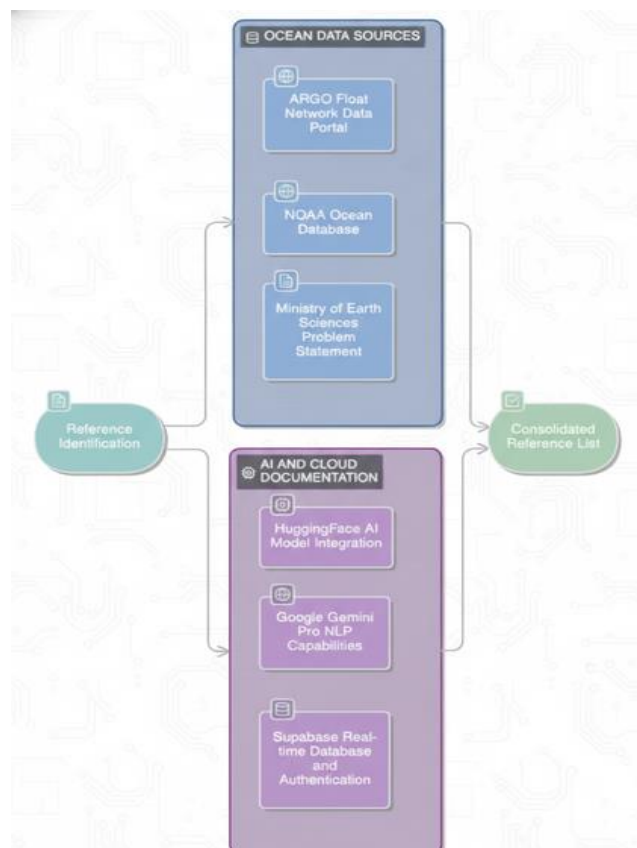 OCEAN DATA SOURCES
ARGO Float
Network Data
Portal
NOAA Ocean
Database
Ministry of Earth
Sciences
Problem
Statement
Reference
Identification
Consolidated
Reference List
AI AND CLOUD
DOCUMENTATION
HuggingFace AI
Model Integration
Google Gemini
Pro NLP
Capabilities
Supabase Real-
time Database
and
Authentication